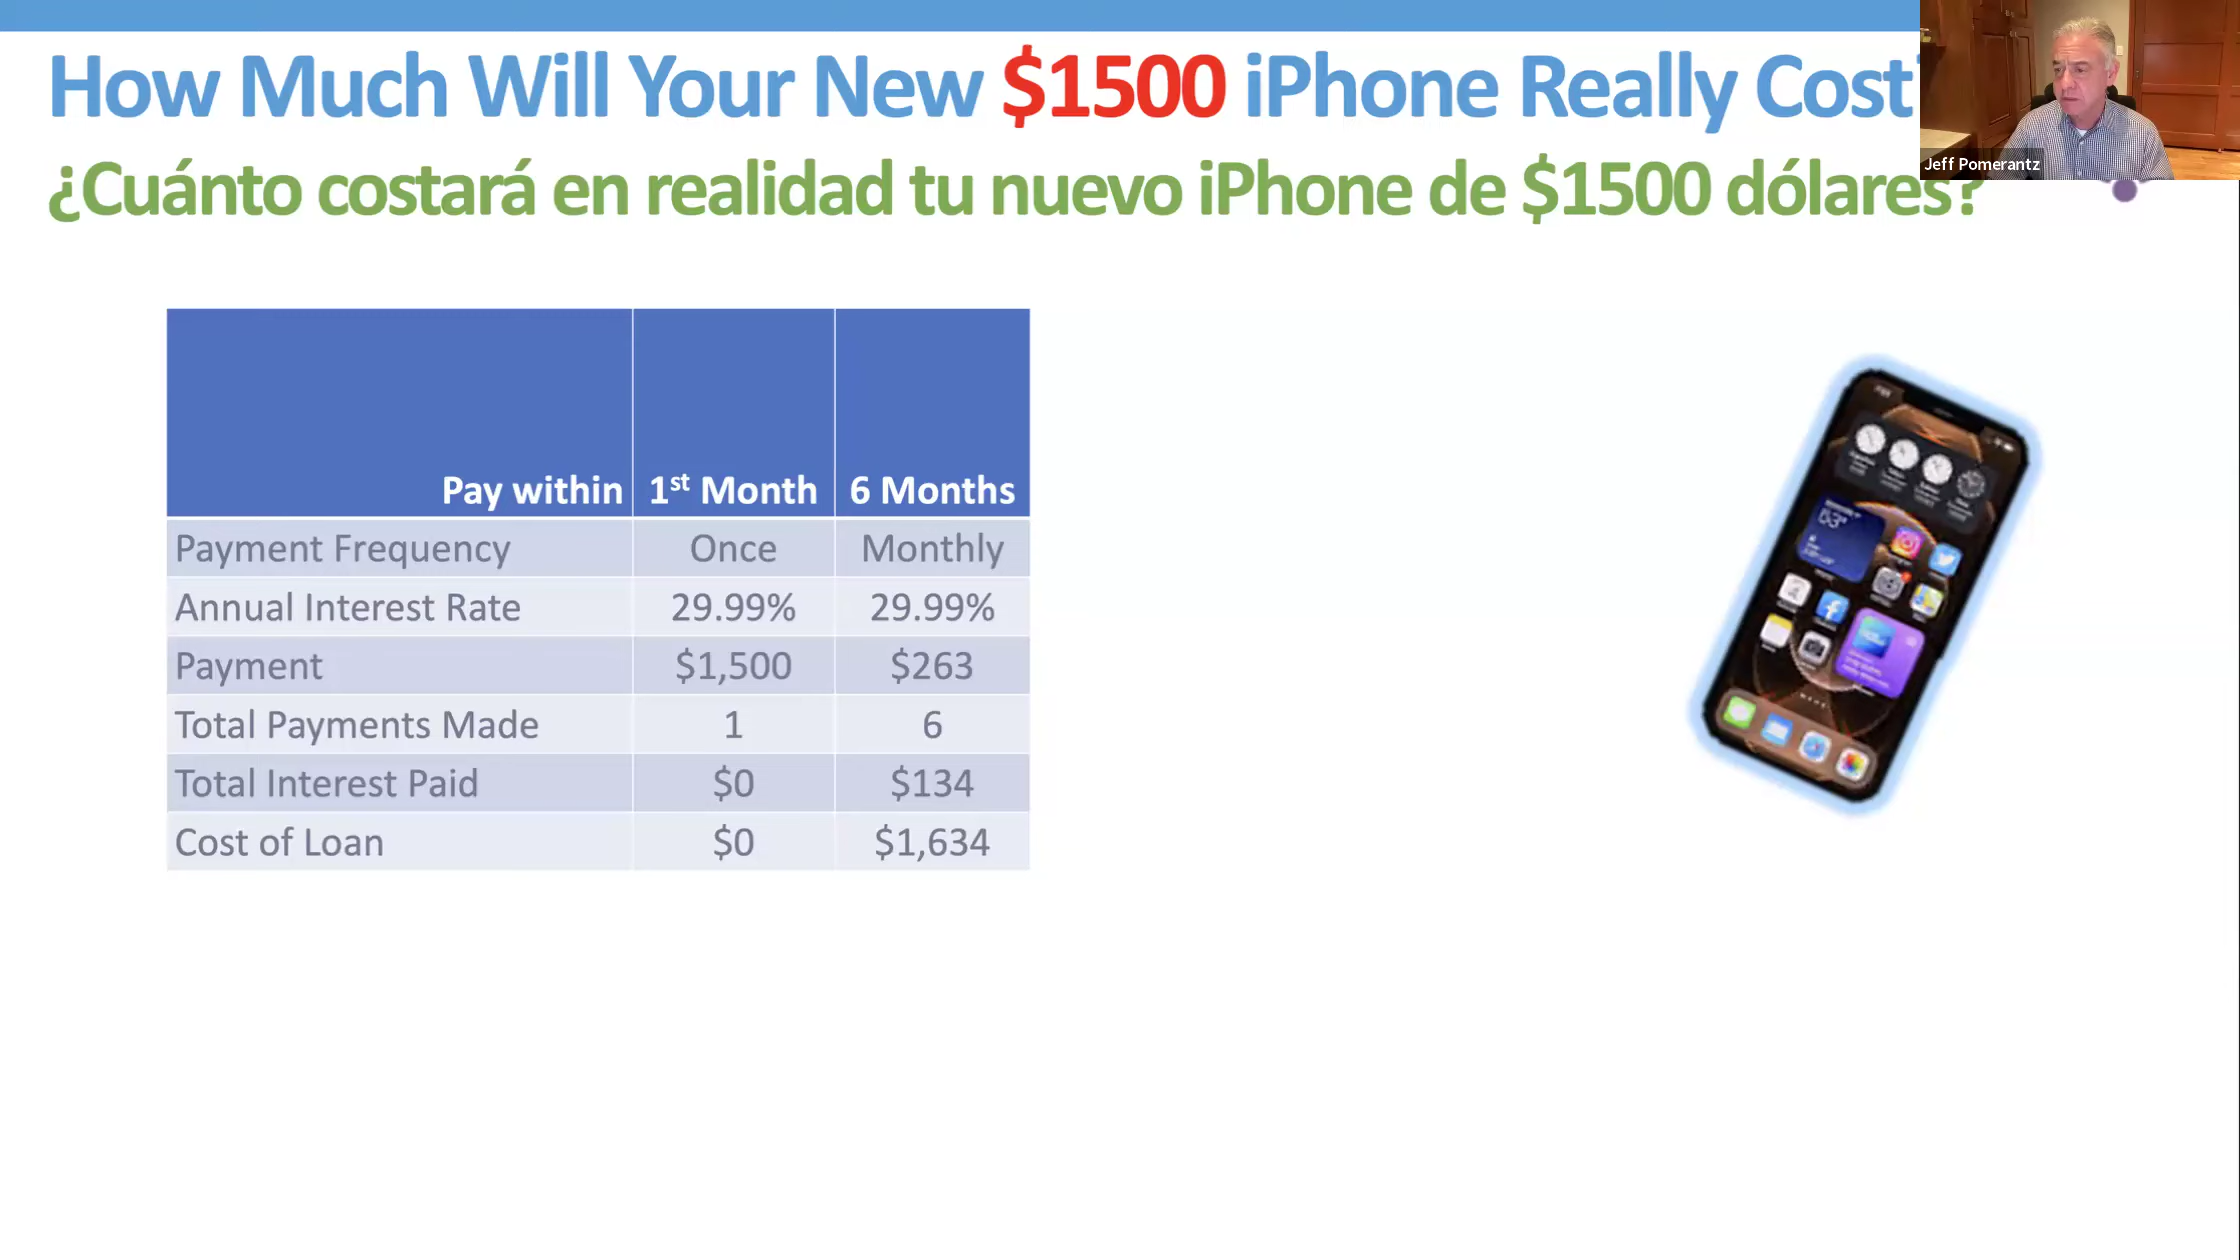 How Much Will Your New $1500 iPhone Really Cost?
¿Cuánto costará en realidad tu nuevo iPhone de $1500 dólares?
Jeff Pomerantz
Pay within 1st Month 6 Months
Payment Frequency Once Monthly
Annual Interest Rate 29.99% 29.99%
Payment $1,500 $263
Total Payments Made 1 6
Total Interest Paid $0 $134
Cost of Loan $0 $1,634